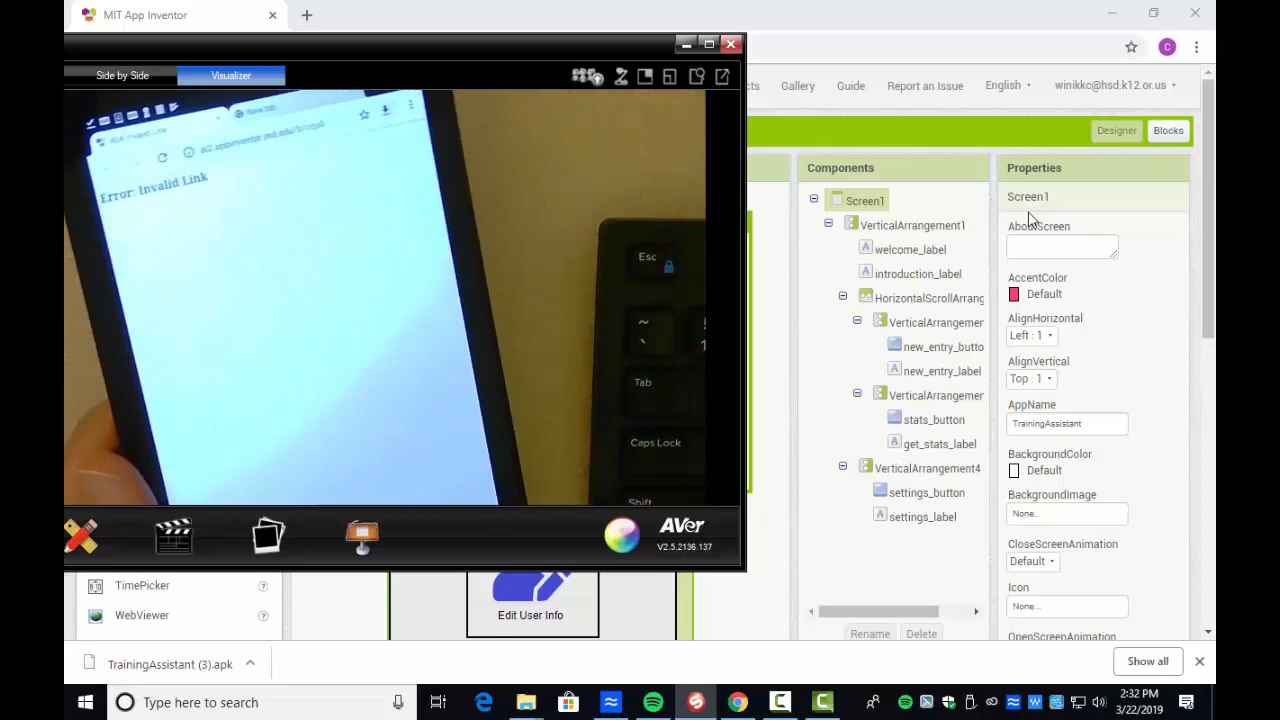 MIT App Inventor
Side by Side
Visualizer
Gallery
Guide
Report an Issue
English
winikkc@hsd.k12.or.us
Designer
Blocks
Components
Properties
Screen1
Screen1
VerticalArrangement1
welcome_label
introduction_label
HorizontalScrollArrang
VerticalArrangemer
new_entry_butto
new_entry_label
VerticalArrangemer
stats_button
get_stats_label
VerticalArrangement4
settings_button
settings_label
Rename
Delete
AboutScreen
AccentColor
Default
AlignHorizontal
Left : 1
AlignVertical
Top : 1
AppName
TrainingAssistant
BackgroundColor
Default
BackgroundImage
None...
CloseScreenAnimation
Default
Icon
None...
OpenScreenAnimation
Error: Invalid Link
Esc
~
`
Tab
Caps Lock
Shift
AVer
V2.5.2136.137
TimePicker
WebViewer
Edit User Info
TrainingAssistant (3).apk
Show all
Type here to search
2:32 PM
3/22/2019